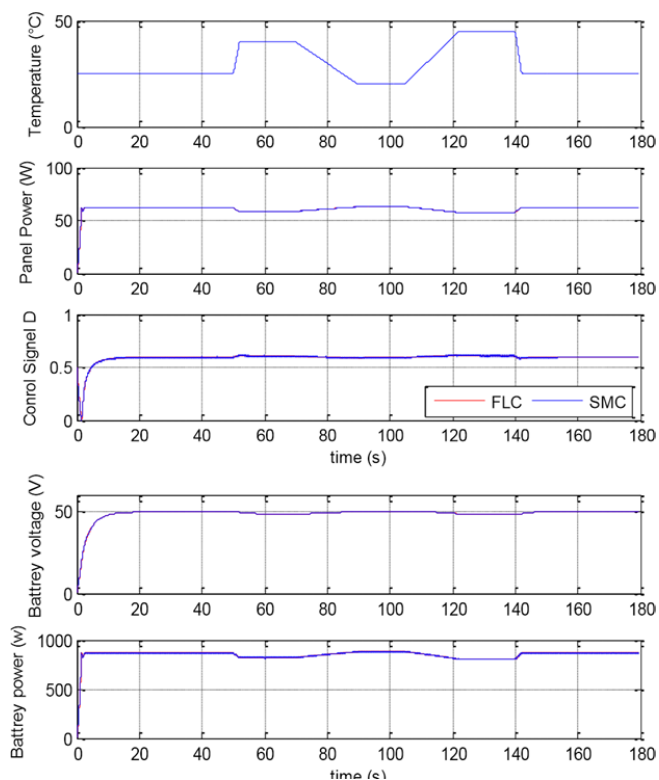 50
Temperature (°C)
0
0 20 40 60 80 100 120 140 160 180
100
Panel Power (W)
50
0
0 20 40 60 80 100 120 140 160 180
1
Conrol Signel D
0.5
FLC SMC
0
0 20 40 60 80 100 120 140 160 180
time (s)
Battrey voltage (V)
50
0
0 20 40 60 80 100 120 140 160 180
1000
Battrey power (w)
500
0
0 20 40 60 80 100 120 140 160 180
time (s)